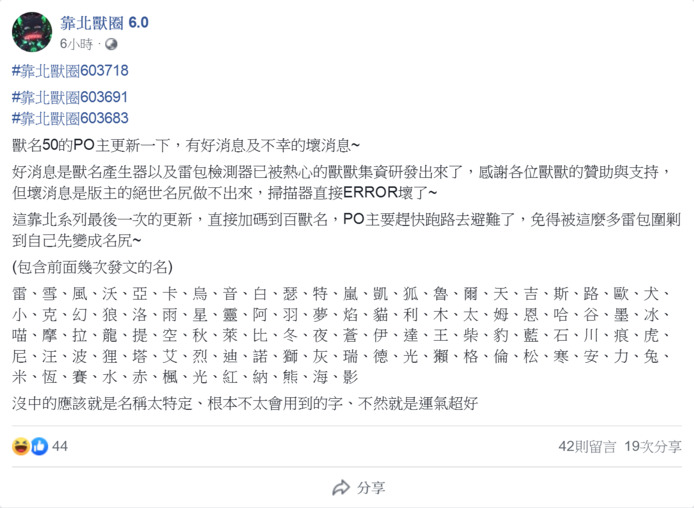 靠北獸圈 6.0
6小時 ·
#靠北獸圈603718
#靠北獸圈603691
#靠北獸圈603683
獸名50的PO主更新一下，有好消息及不幸的壞消息~
好消息是獸名產生器以及雷包檢測器已被熱心的獸獸集資研發出來了，感謝各位獸獸的贊助與支持，
但壞消息是版主的絕世名尻做不出來，掃描器直接ERROR壞了~
這靠北系列最後一次的更新，直接加碼到百獸名，PO主要趕快跑路去避難了，免得被這麼多雷包圍剿
到自己先變成名尻~
(包含前面幾次發文的名)
雷、雪、風、沃、亞、卡、烏、音、白、瑟、特、嵐、凱、狐、魯、爾、天、吉、斯、路、歐、犬、
小、克、幻、狼、洛、雨、星、靈、阿、羽、夢、焰、貓、利、木、太、姆、恩、哈、谷、墨、冰、
喵、摩、拉、龍、提、空、秋、萊、比、冬、夜、蒼、伊、達、王、柴、豹、藍、石、川、痕、虎、
尼、汪、波、狸、塔、艾、烈、迪、諾、獅、灰、瑞、德、光、獺、格、倫、松、寒、安、力、兔、
米、恆、賽、水、赤、楓、光、紅、納、熊、海、影
沒中的應該就是名稱太特定、根本不太會用到的字、不然就是運氣超好
44
42則留言 19次分享
分享